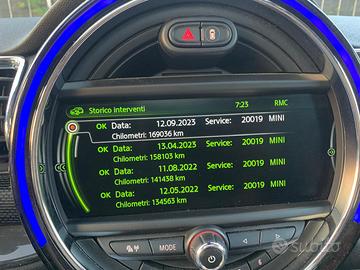 Storico interventi 7:23 RMC
OK Data: 12.09.2023 Service: 20019 MINI
Chilometri: 169036 km
OK Data: 13.04.2023 Service: 20019 MINI
Chilometri: 158103 km
OK Data: 11.08.2022 Service: 20019 MINI
Chilometri: 141438 km
OK Data: 12.05.2022 Service: 20019 MINI
Chilometri: 134563 km
MODE
subito